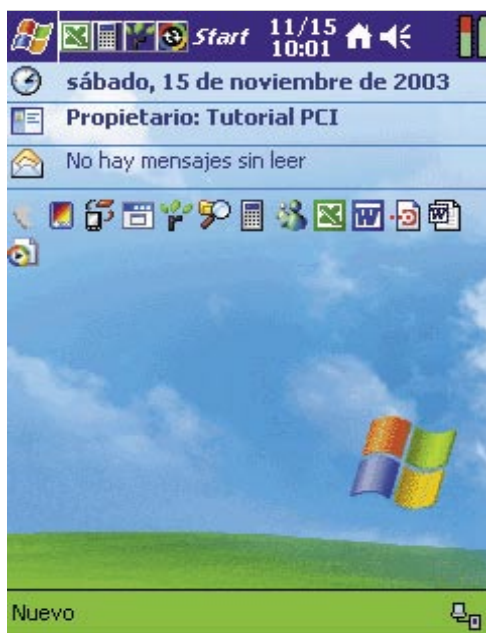 Start 11/15
10:01
sábado, 15 de noviembre de 2003
Propietario: Tutorial PCI
No hay mensajes sin leer
Nuevo